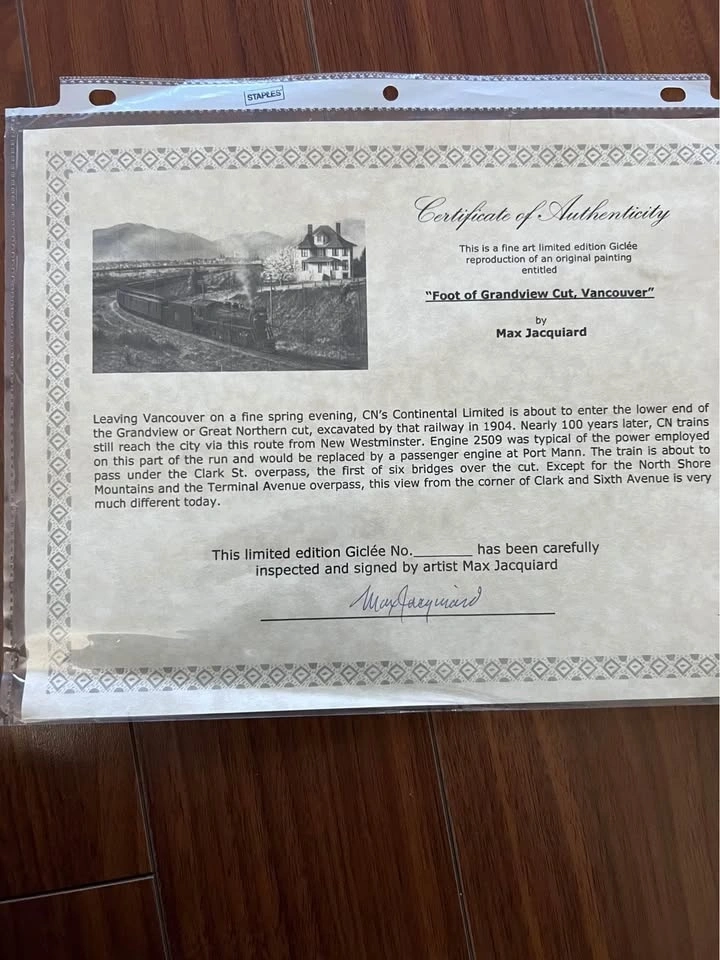 STAPLES
Certificate of Authenticity
This is a fine art limited edition Giclée
reproduction of an original painting
entitled
"Foot of Grandview Cut, Vancouver"
by
Max Jacquiard
Leaving Vancouver on a fine spring evening, CN's Continental Limited is about to enter the lower end of
the Grandview or Great Northern cut, excavated by that railway in 1904. Nearly 100 years later, CN trains
still reach the city via this route from New Westminster. Engine 2509 was typical of the power employed
on this part of the run and would be replaced by a passenger engine at Port Mann. The train is about to
pass under the Clark St. overpass, the first of six bridges over the cut. Except for the North Shore
Mountains and the Terminal Avenue overpass, this view from the corner of Clark and Sixth Avenue is very
much different today.
This limited edition Giclée No.________ has been carefully
inspected and signed by artist Max Jacquiard
Max Jacquiard